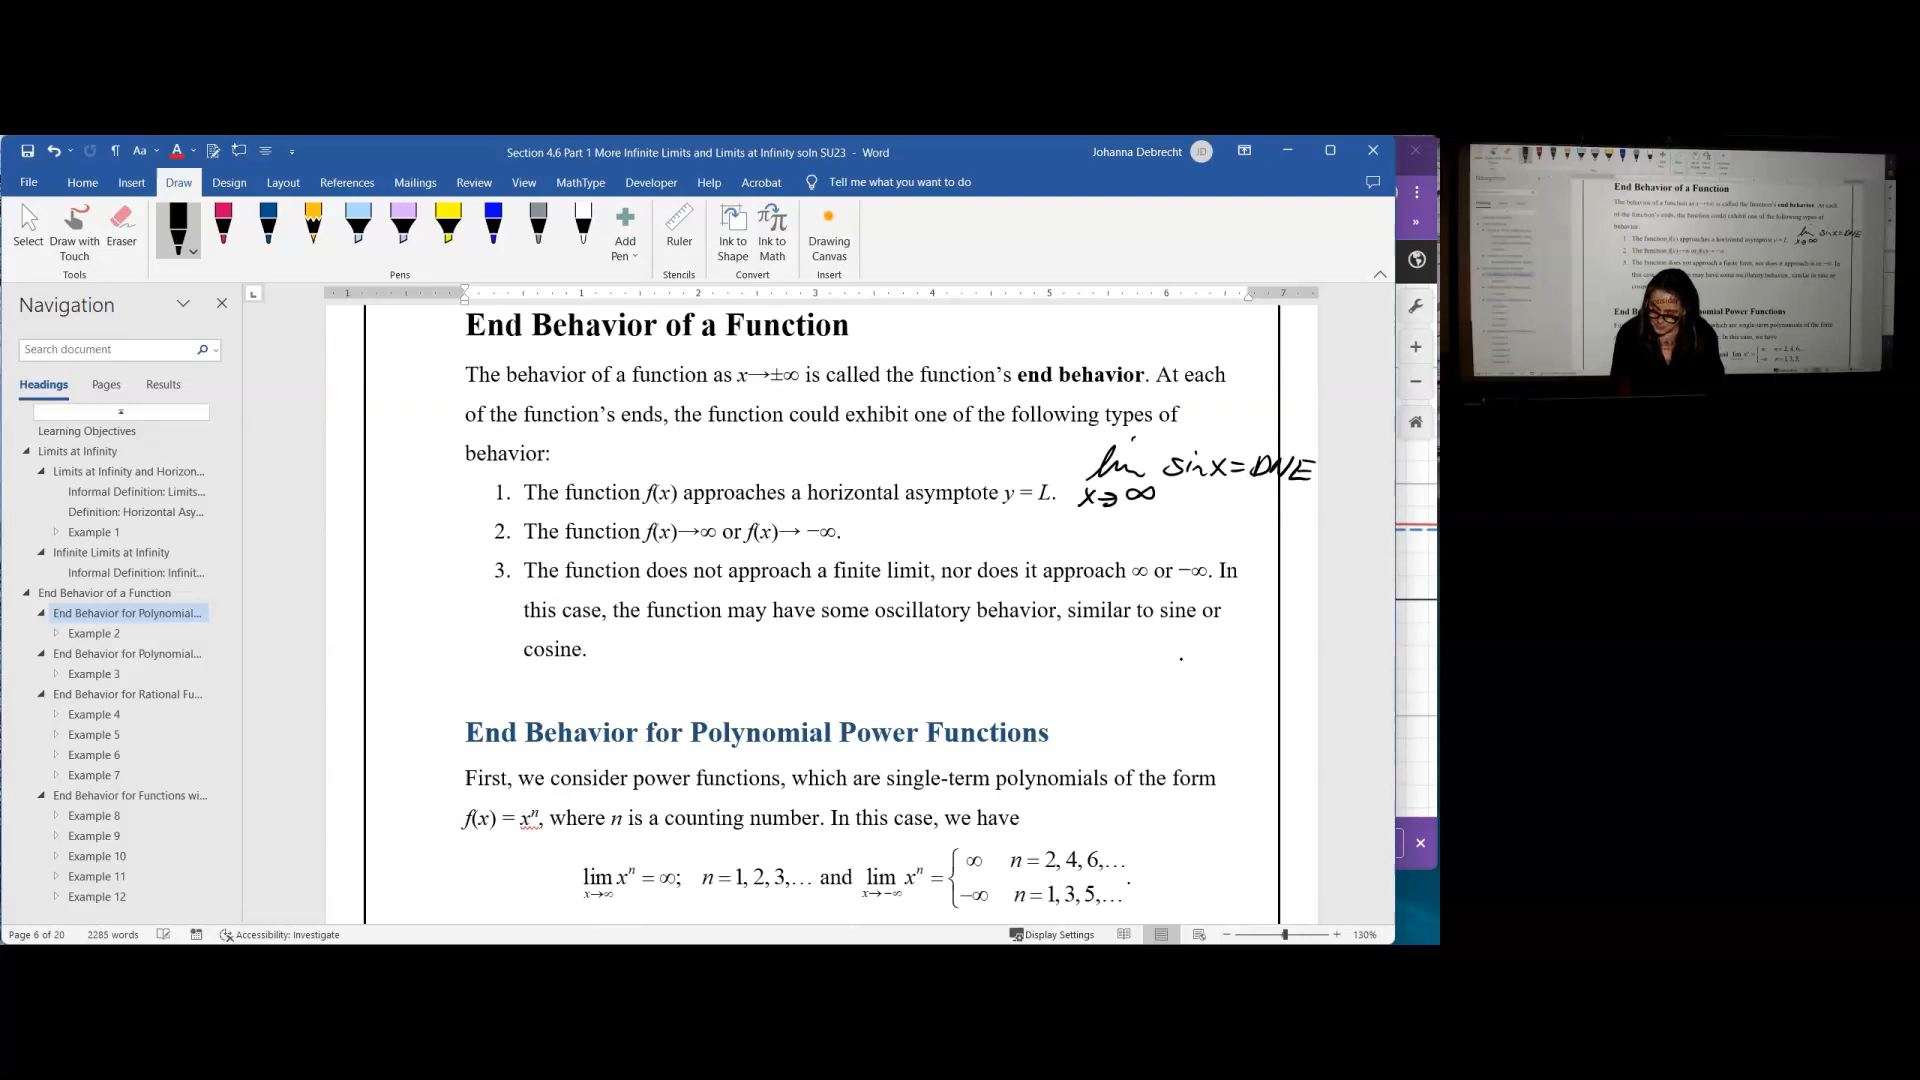 Section 4.6 Part 1 More Infinite Limits and Limits at Infinity soln SU23 - Word
Johanna Debrecht JD
File Home Insert Draw Design Layout References Mailings Review View MathType Developer Help Acrobat Tell me what you want to do
Select Draw with Touch Eraser Add Pen Ruler Ink to Shape Ink to Math Drawing Canvas
Tools Pens Stencils Convert Insert
Navigation
Search document
Headings Pages Results
Learning Objectives
Limits at Infinity
Limits at Infinity and Horizon...
Informal Definition: Limits...
Definition: Horizontal Asy...
Example 1
Infinite Limits at Infinity
Informal Definition: Infinit...
End Behavior of a Function
End Behavior for Polynomial...
Example 2
End Behavior for Polynomial...
Example 3
End Behavior for Rational Fu...
Example 4
Example 5
Example 6
Example 7
End Behavior for Functions wi...
Example 8
Example 9
Example 10
Example 11
Example 12
1 1 2 3 4 5 6 7
End Behavior of a Function
The behavior of a function as x→±∞ is called the function's end behavior. At each
of the function's ends, the function could exhibit one of the following types of
behavior:
lim x→∞ sin x = DNE
1. The function f(x) approaches a horizontal asymptote y = L.
2. The function f(x)→∞ or f(x)→ −∞.
3. The function does not approach a finite limit, nor does it approach ∞ or −∞. In
this case, the function may have some oscillatory behavior, similar to sine or
cosine.
End Behavior for Polynomial Power Functions
First, we consider power functions, which are single-term polynomials of the form
f(x) = xⁿ, where n is a counting number. In this case, we have
lim x→∞ xⁿ = ∞; n = 1, 2, 3,… and lim x→−∞ xⁿ = { ∞ n = 2, 4, 6,…
−∞ n = 1, 3, 5,… .
Page 6 of 20 2285 words Accessibility: Investigate Display Settings 130%
End Behavior of a Function